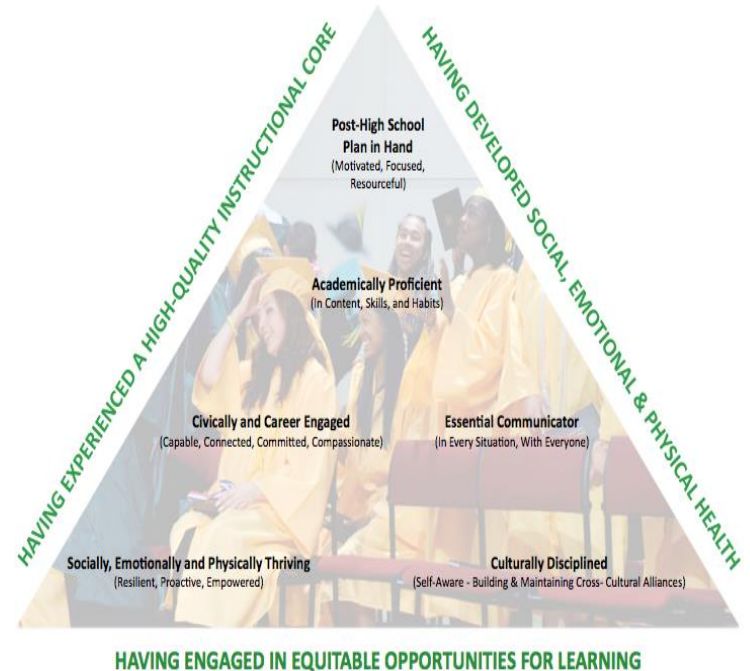 HAVING EXPERIENCED A HIGH-QUALITY INSTRUCTIONAL CORE
HAVING DEVELOPED SOCIAL, EMOTIONAL & PHYSICAL HEALTH
Post-High School
Plan in Hand
(Motivated, Focused,
Resourceful)
Academically Proficient
(In Content, Skills, and Habits)
Civically and Career Engaged
(Capable, Connected, Committed, Compassionate)
Essential Communicator
(In Every Situation, With Everyone)
Socially, Emotionally and Physically Thriving
(Resilient, Proactive, Empowered)
Culturally Disciplined
(Self-Aware - Building & Maintaining Cross- Cultural Alliances)
HAVING ENGAGED IN EQUITABLE OPPORTUNITIES FOR LEARNING